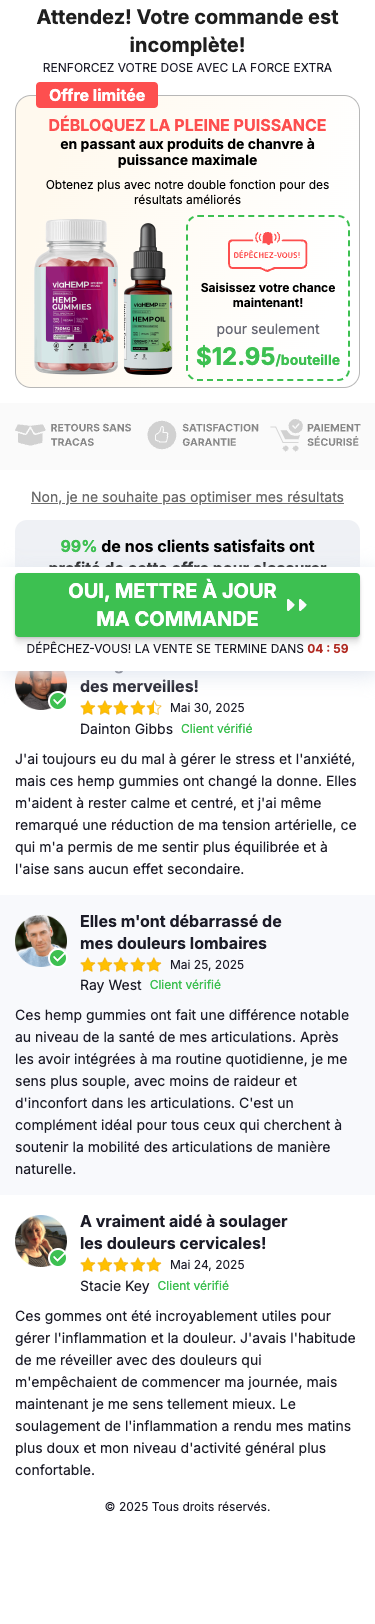 Attendez! Votre commande est
incomplète!
RENFORCEZ VOTRE DOSE AVEC LA FORCE EXTRA
Offre limitée
DÉBLOQUEZ LA PLEINE PUISSANCE
en passant aux produits de chanvre à
puissance maximale
Obtenez plus avec notre double fonction pour des
résultats améliorés
viaHEMP
HEMP
GUMMIES
750MG 30
viaHEMP
HEMP OIL
DÉPÊCHEZ-VOUS!
Saisissez votre chance
maintenant!
pour seulement
$12.95/bouteille
RETOURS SANS
TRACAS
SATISFACTION
GARANTIE
PAIEMENT
SÉCURISÉ
Non, je ne souhaite pas optimiser mes résultats
99% de nos clients satisfaits ont
profité de cette offre pour s'assurer
OUI, METTRE À JOUR
MA COMMANDE
DÉPÊCHEZ-VOUS! LA VENTE SE TERMINE DANS 04 : 59
des merveilles!
Mai 30, 2025
Dainton Gibbs Client vérifié
J'ai toujours eu du mal à gérer le stress et l'anxiété,
mais ces hemp gummies ont changé la donne. Elles
m'aident à rester calme et centré, et j'ai même
remarqué une réduction de ma tension artérielle, ce
qui m'a permis de me sentir plus équilibrée et à
l'aise sans aucun effet secondaire.
Elles m'ont débarrassé de
mes douleurs lombaires
Mai 25, 2025
Ray West Client vérifié
Ces hemp gummies ont fait une différence notable
au niveau de la santé de mes articulations. Après
les avoir intégrées à ma routine quotidienne, je me
sens plus souple, avec moins de raideur et
d'inconfort dans les articulations. C'est un
complément idéal pour tous ceux qui cherchent à
soutenir la mobilité des articulations de manière
naturelle.
A vraiment aidé à soulager
les douleurs cervicales!
Mai 24, 2025
Stacie Key Client vérifié
Ces gommes ont été incroyablement utiles pour
gérer l'inflammation et la douleur. J'avais l'habitude
de me réveiller avec des douleurs qui
m'empêchaient de commencer ma journée, mais
maintenant je me sens tellement mieux. Le
soulagement de l'inflammation a rendu mes matins
plus doux et mon niveau d'activité général plus
confortable.
© 2025 Tous droits réservés.